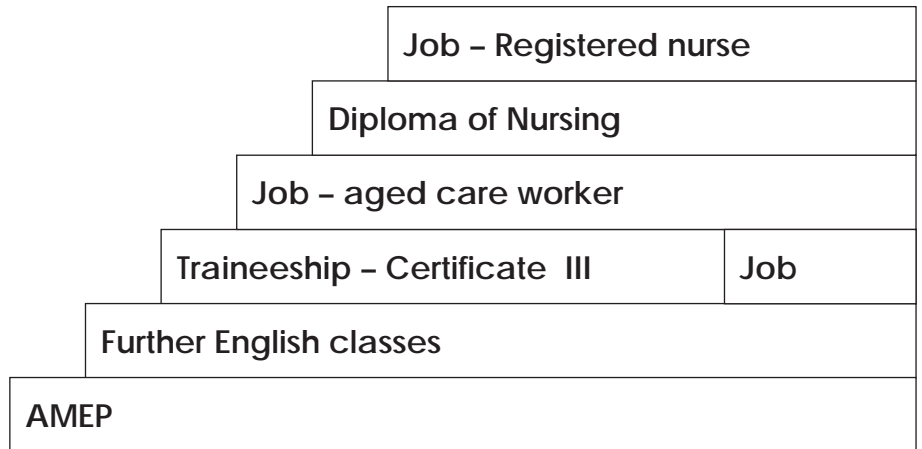 Job – Registered nurse
Diploma of Nursing
Job – aged care worker
Traineeship – Certificate III
Job
Further English classes
AMEP